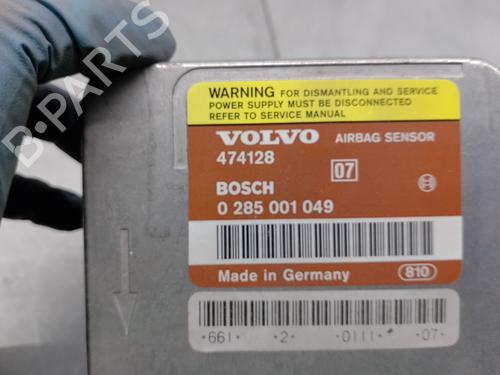 WARNING FOR DISMANTLING AND SERVICE
POWER SUPPLY MUST BE DISCONNECTED
REFER TO SERVICE MANUAL
VOLVO AIRBAG SENSOR
474128
07
BOSCH
0 285 001 049
Made in Germany 810
*661* *2* *0111* *07*
B-PARTS